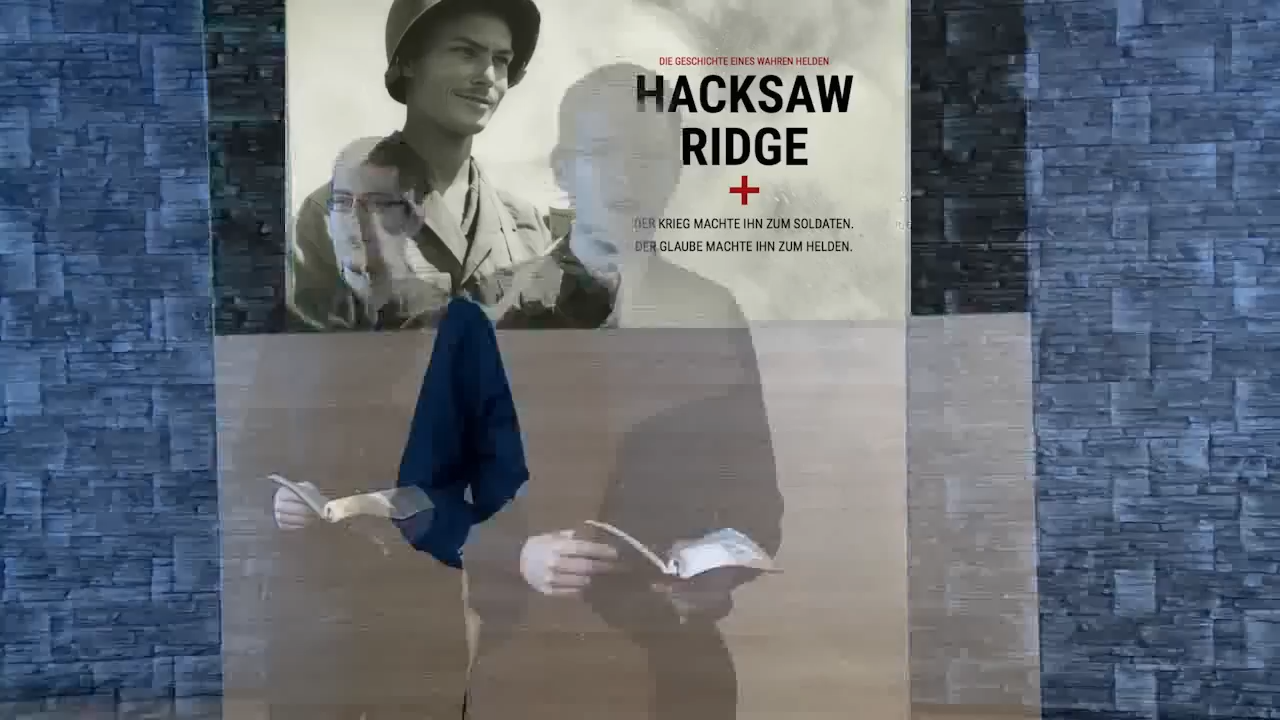 DIE GESCHICHTE EINES WAHREN HELDEN
HACKSAW
RIDGE
DER KRIEG MACHTE IHN ZUM SOLDATEN.
DER GLAUBE MACHTE IHN ZUM HELDEN.